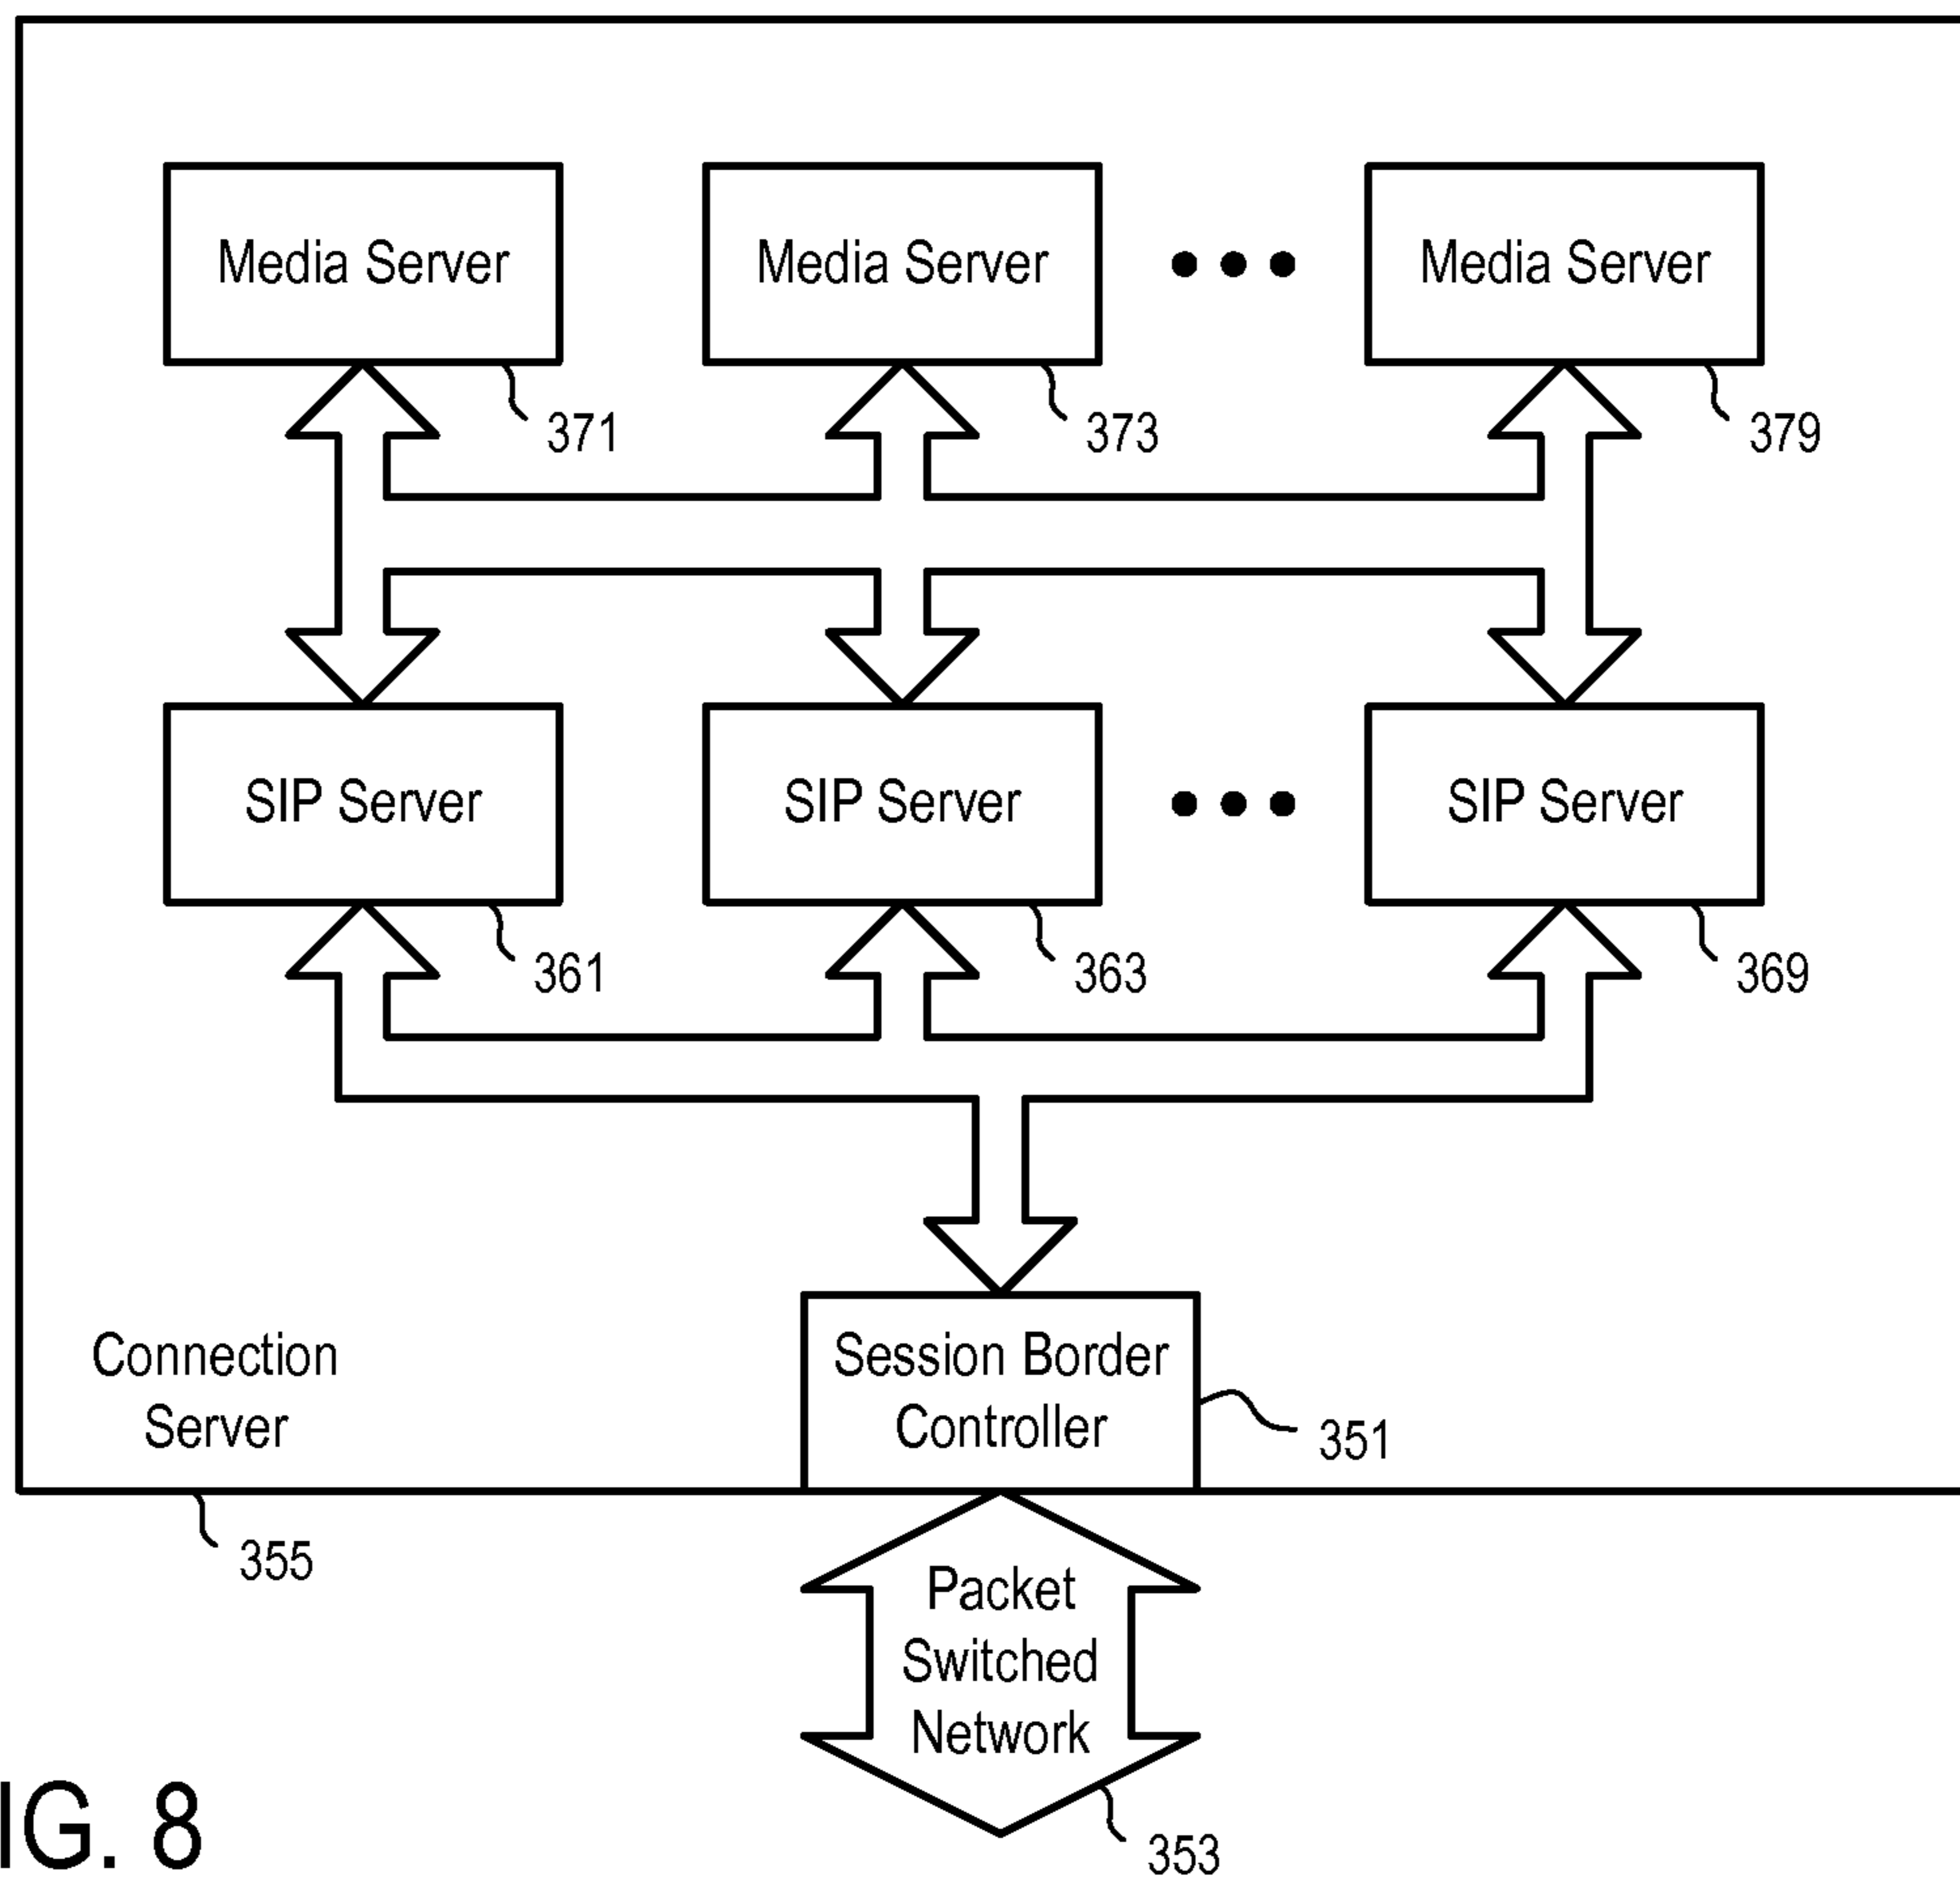 Media Server
Media Server
Media Server
371
373
379
SIP Server
SIP Server
SIP Server
361
363
369
Connection
Server
Session Border
Controller
351
355
Packet
Switched
Network
353
IG. 8